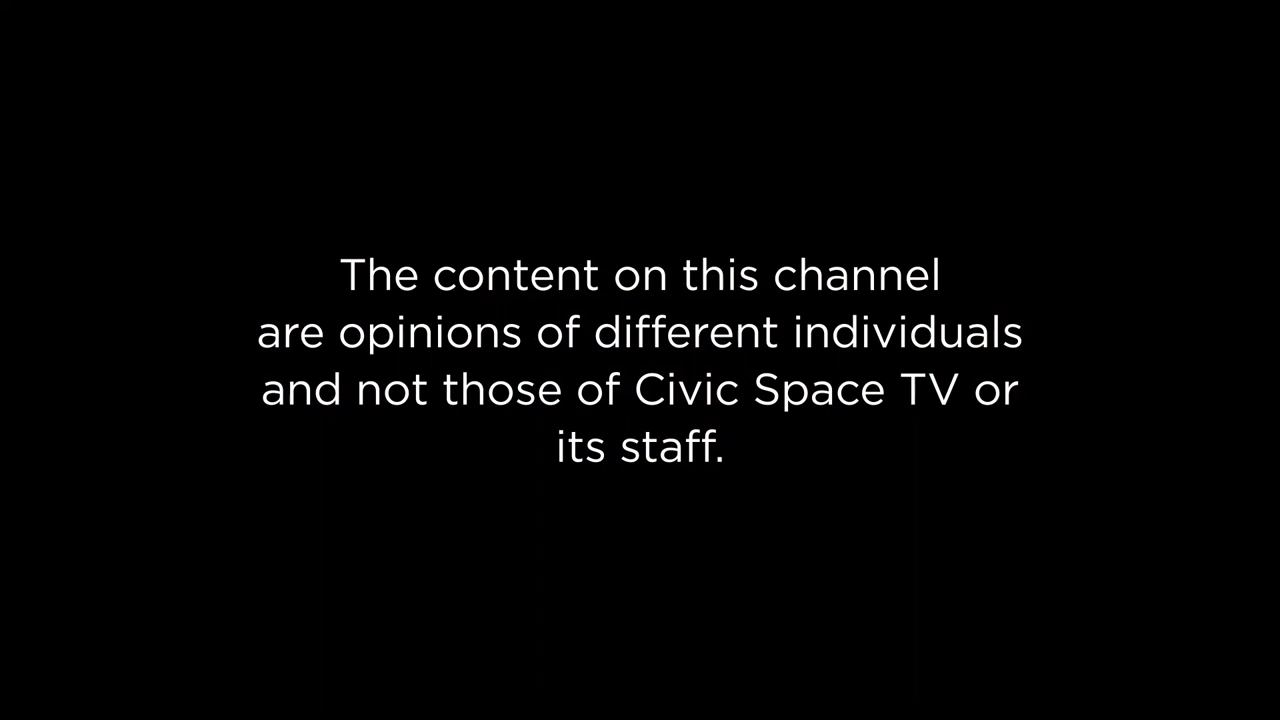 The content on this channel
are opinions of different individuals
and not those of Civic Space TV or
its staff.